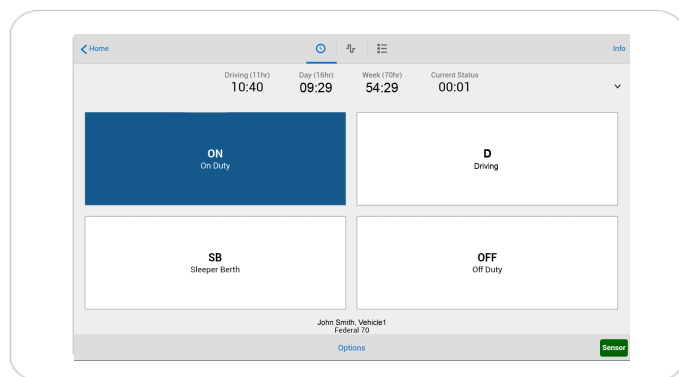 Home
Info
Driving (11hr) Day (16hr) Week (70hr) Current Status
10:40 09:29 54:29 00:01
ON
On Duty
D
Driving
SB
Sleeper Berth
OFF
Off Duty
John Smith, Vehicle1
Federal 70
Options
Sensor